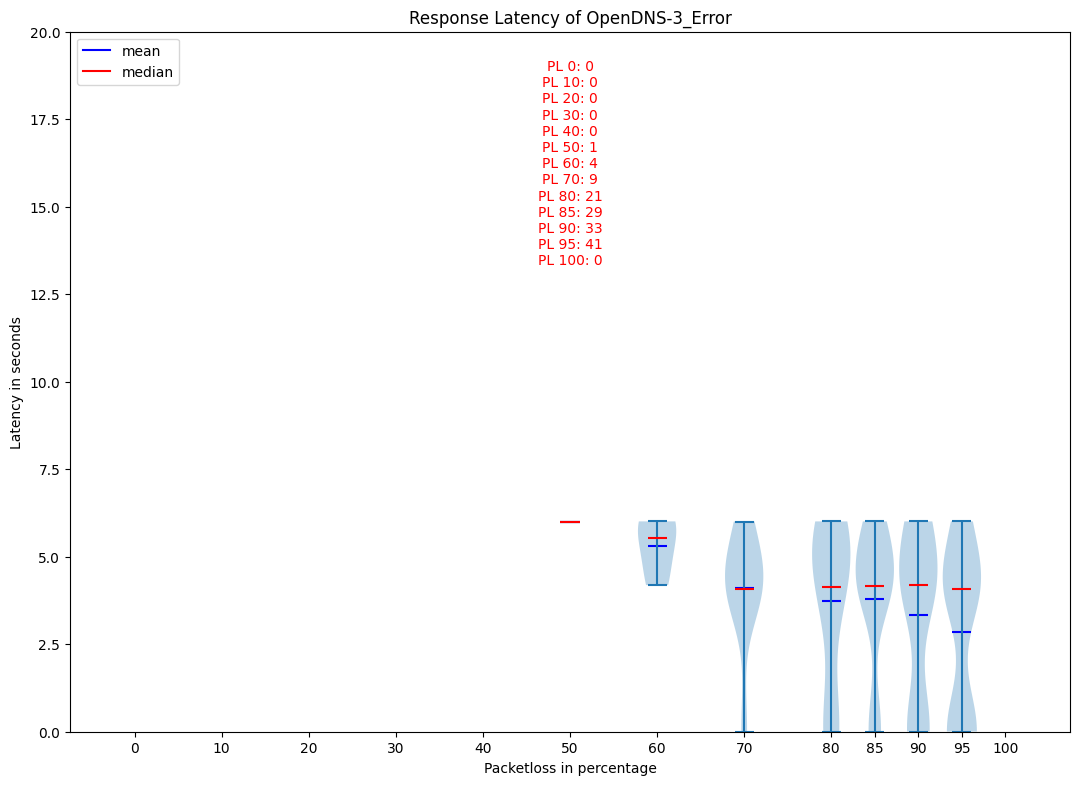 Response Latency of OpenDNS-3_Error
mean
median
PL 0: 0
PL 10: 0
PL 20: 0
PL 30: 0
PL 40: 0
PL 50: 1
PL 60: 4
PL 70: 9
PL 80: 21
PL 85: 29
PL 90: 33
PL 95: 41
PL 100: 0
Latency in seconds
20.0
17.5
15.0
12.5
10.0
7.5
5.0
2.5
0.0
0 10 20 30 40 50 60 70 80 85 90 95 100
Packetloss in percentage